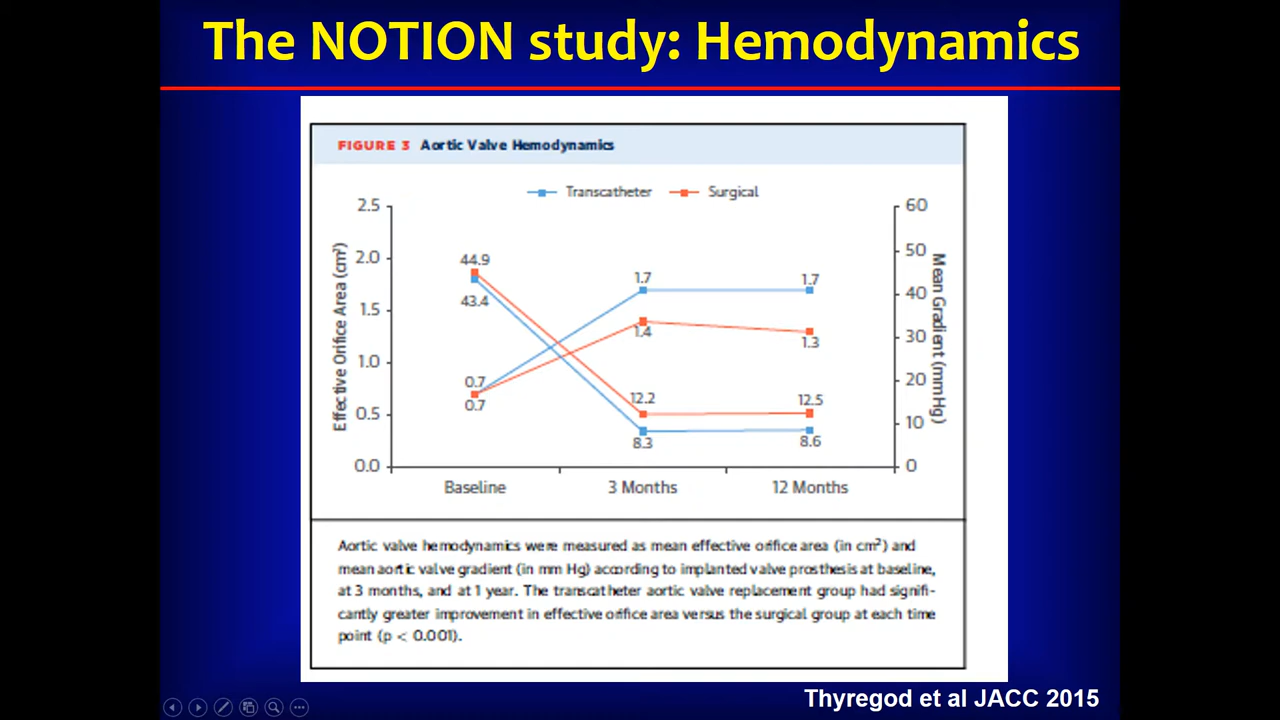 The NOTION study: Hemodynamics
FIGURE 3 Aortic Valve Hemodynamics
Transcatheter Surgical
2.5
2.0
1.5
1.0
0.5
0.0
Effective Orifice Area (cm²)
44.9
43.4
0.7
0.7
1.7
1.4
12.2
8.3
1.7
1.3
12.5
8.6
60
50
40
30
20
10
0
Mean Gradient (mmHg)
Baseline 3 Months 12 Months
Aortic valve hemodynamics were measured as mean effective orifice area (in cm²) and
mean aortic valve gradient (in mm Hg) according to implanted valve prosthesis at baseline,
at 3 months, and at 1 year. The transcatheter aortic valve replacement group had signifi-
cantly greater improvement in effective orifice area versus the surgical group at each time
point (p < 0.001).
Thyregod et al JACC 2015